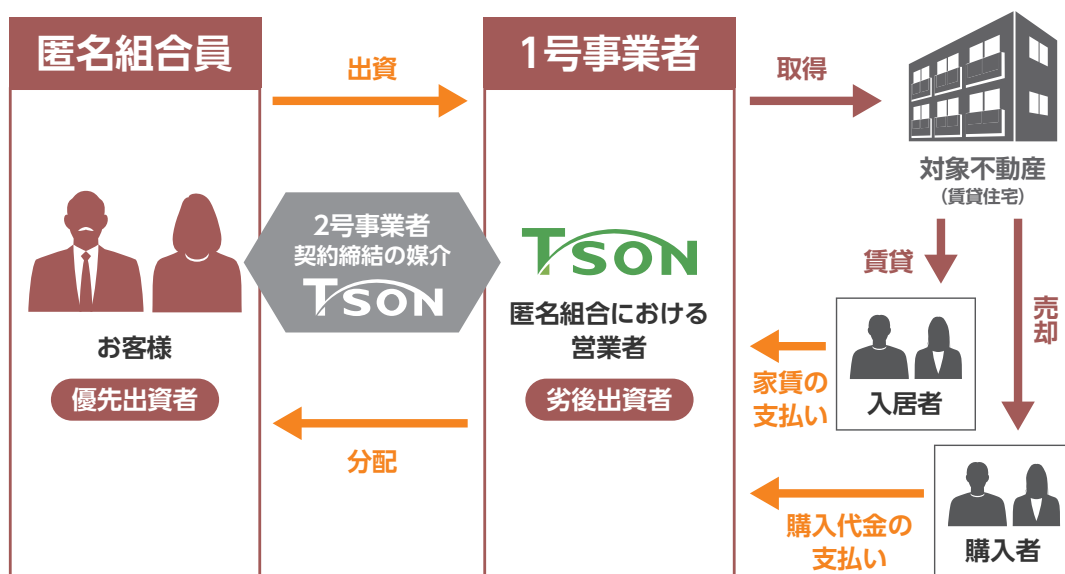 匿名組合員
お客様
優先出資者
出資
2号事業者
契約締結の媒介
TSON
分配
1号事業者
TSON
匿名組合における
営業者
劣後出資者
取得
対象不動産
(賃貸住宅)
賃貸
売却
家賃の
支払い
入居者
購入代金の
支払い
購入者